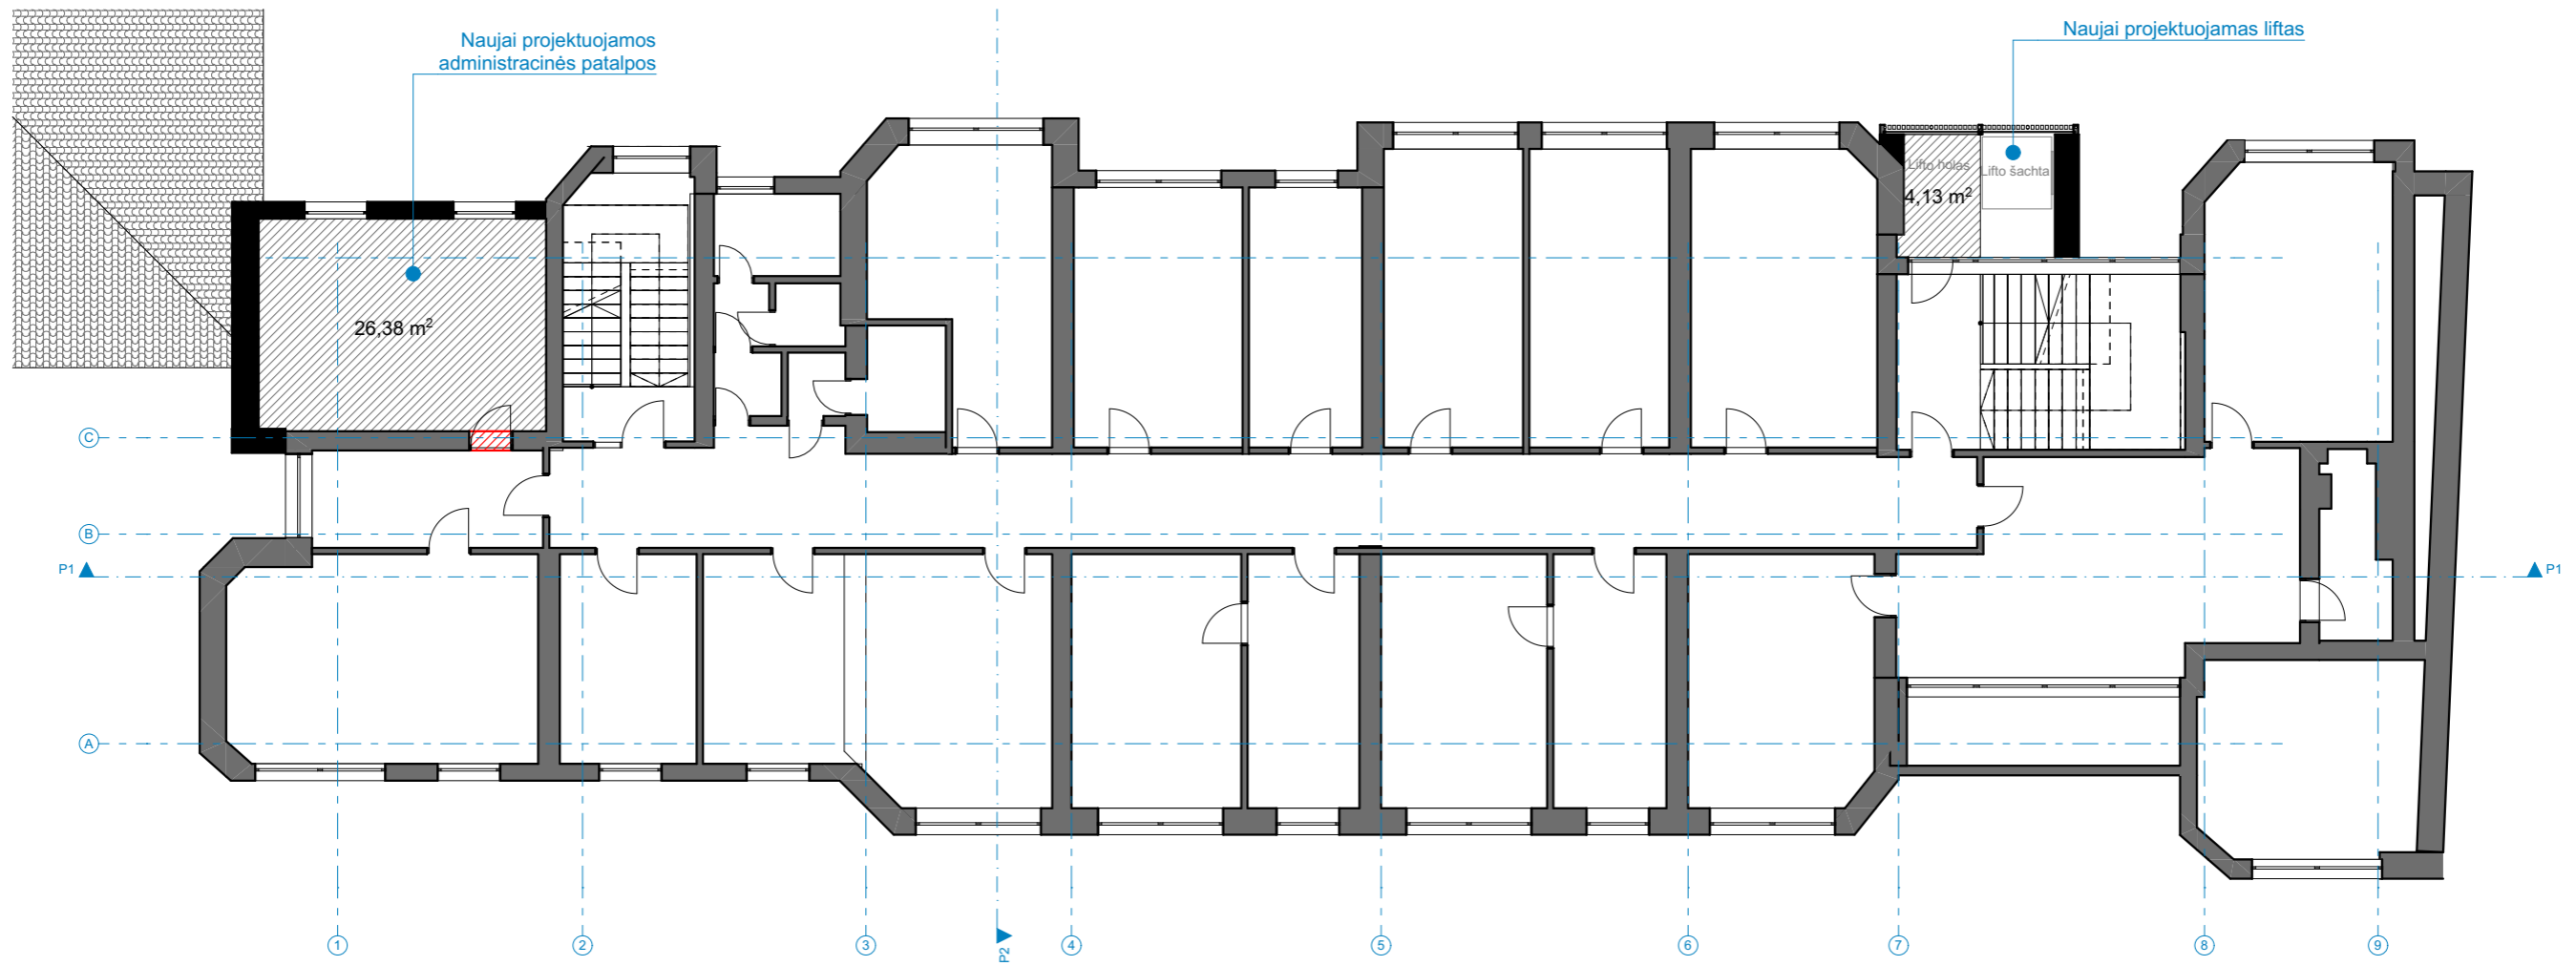 Naujai projektuojamos
administracinės patalpos
Naujai projektuojamas liftas
Lifto holas
Lifto šachta
4,13 m²
26,38 m²
C
B
P1
P1
A
1
2
3
P2
4
5
6
7
8
9